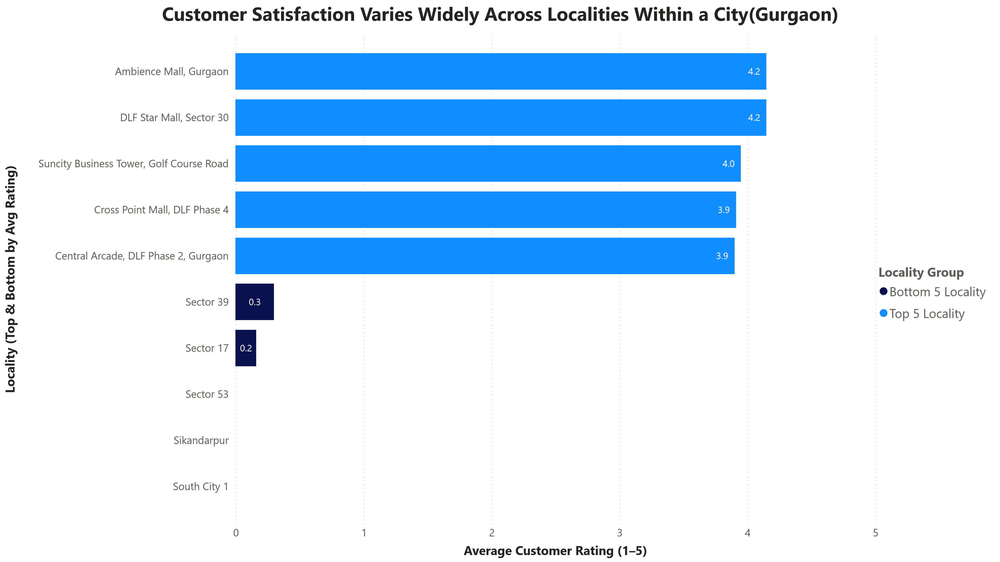 Customer Satisfaction Varies Widely Across Localities Within a City(Gurgaon)
Locality (Top & Bottom by Avg Rating)
Ambience Mall, Gurgaon
4.2
DLF Star Mall, Sector 30
4.2
Suncity Business Tower, Golf Course Road
4.0
Cross Point Mall, DLF Phase 4
3.9
Central Arcade, DLF Phase 2, Gurgaon
3.9
Sector 39
0.3
Sector 17
0.2
Sector 53
Sikandarpur
South City 1
0 1 2 3 4 5
Average Customer Rating (1–5)
Locality Group
Bottom 5 Locality
Top 5 Locality